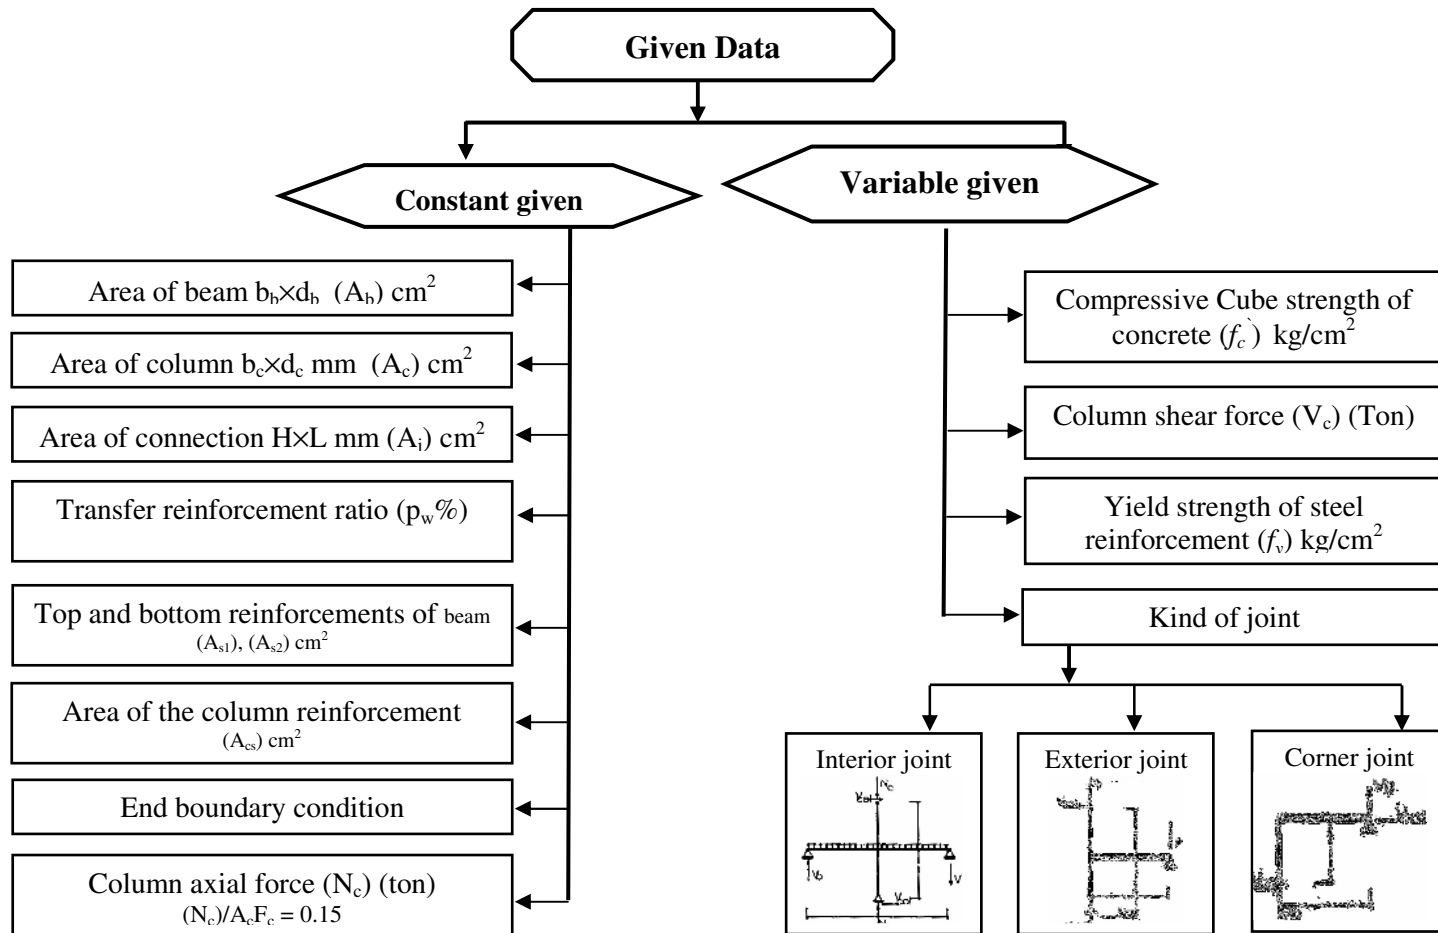 Given Data
Constant given
Variable given
Area of beam b_b×d_b (A_b) cm²
Area of column b_c×d_c mm (A_c) cm²
Area of connection H×L mm (A_j) cm²
Transfer reinforcement ratio (p_w%)
Top and bottom reinforcements of beam
(A_s1), (A_s2) cm²
Area of the column reinforcement
(A_cs) cm²
End boundary condition
Column axial force (N_c) (ton)
(N_c)/A_cF_c = 0.15
Compressive Cube strength of
concrete (f_c`) kg/cm²
Column shear force (V_c) (Ton)
Yield strength of steel
reinforcement (f_y) kg/cm²
Kind of joint
Interior joint
N_c
V
Exterior joint
Corner joint